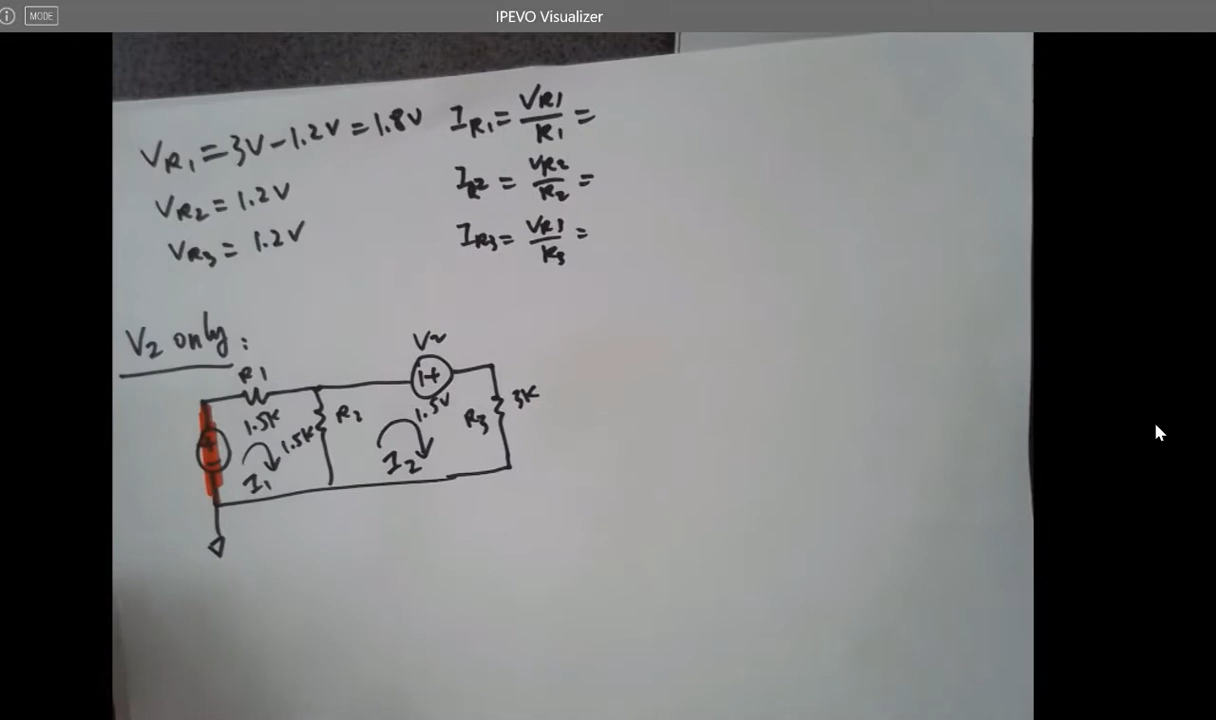 MODE
IPEVO Visualizer
VR1 = 3V - 1.2V = 1.8V
VR2 = 1.2V
VR3 = 1.2V
IR1 = VR1/R1 =
IR2 = VR2/R2 =
IR3 = VR3/R3 =
V2 only:
R1
1.5K
R2
1.5K
I1
V2
+
1.5V
I2
R3
3K